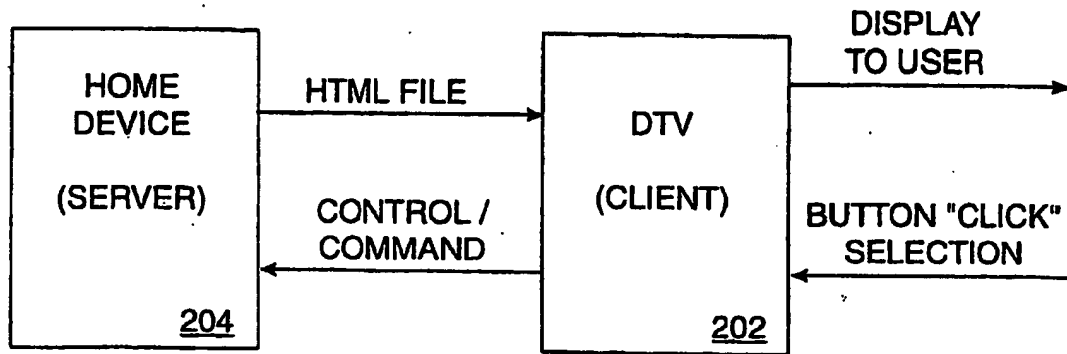 HOME
DEVICE
(SERVER)
204
HTML FILE
CONTROL /
COMMAND
DTV
(CLIENT)
202
DISPLAY
TO USER
BUTTON "CLICK"
SELECTION